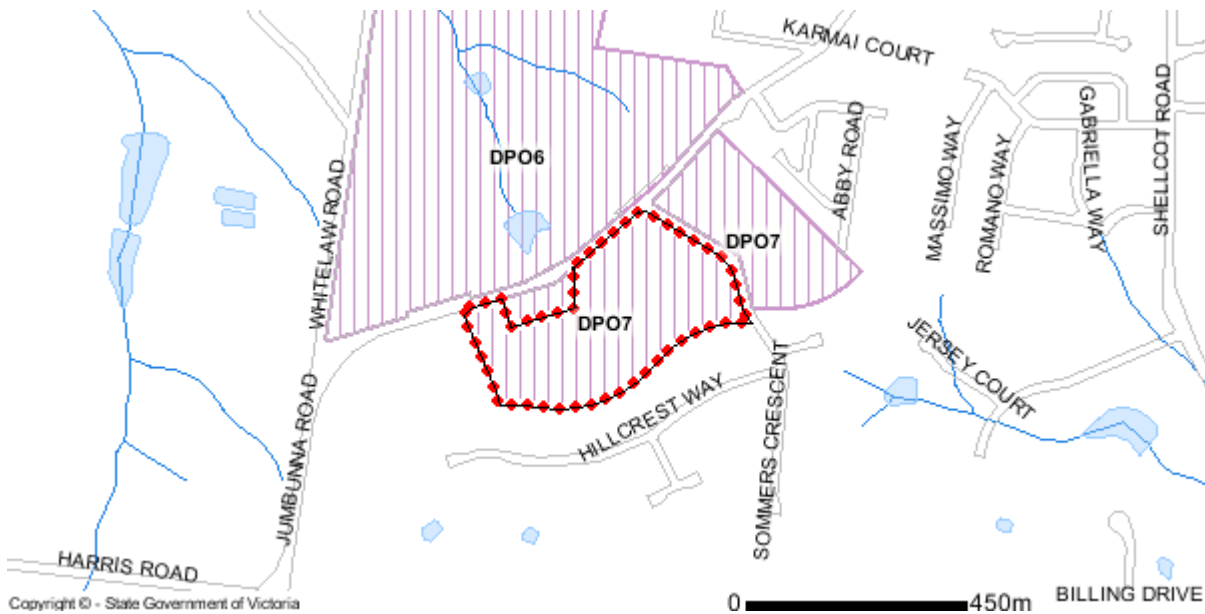 KARMAI COURT
DPO6
WHITELAW ROAD
ABBY ROAD
MASSIMO WAY
ROMANO WAY
GABRIELLA WAY
SHELLCOT ROAD
DPO7
DPO7
JERSEY COURT
HILLCREST WAY
SOMMERS CRESCENT
JUMBUNNA ROAD
HARRIS ROAD
BILLING DRIVE
Copyright © - State Government of Victoria
0 450m